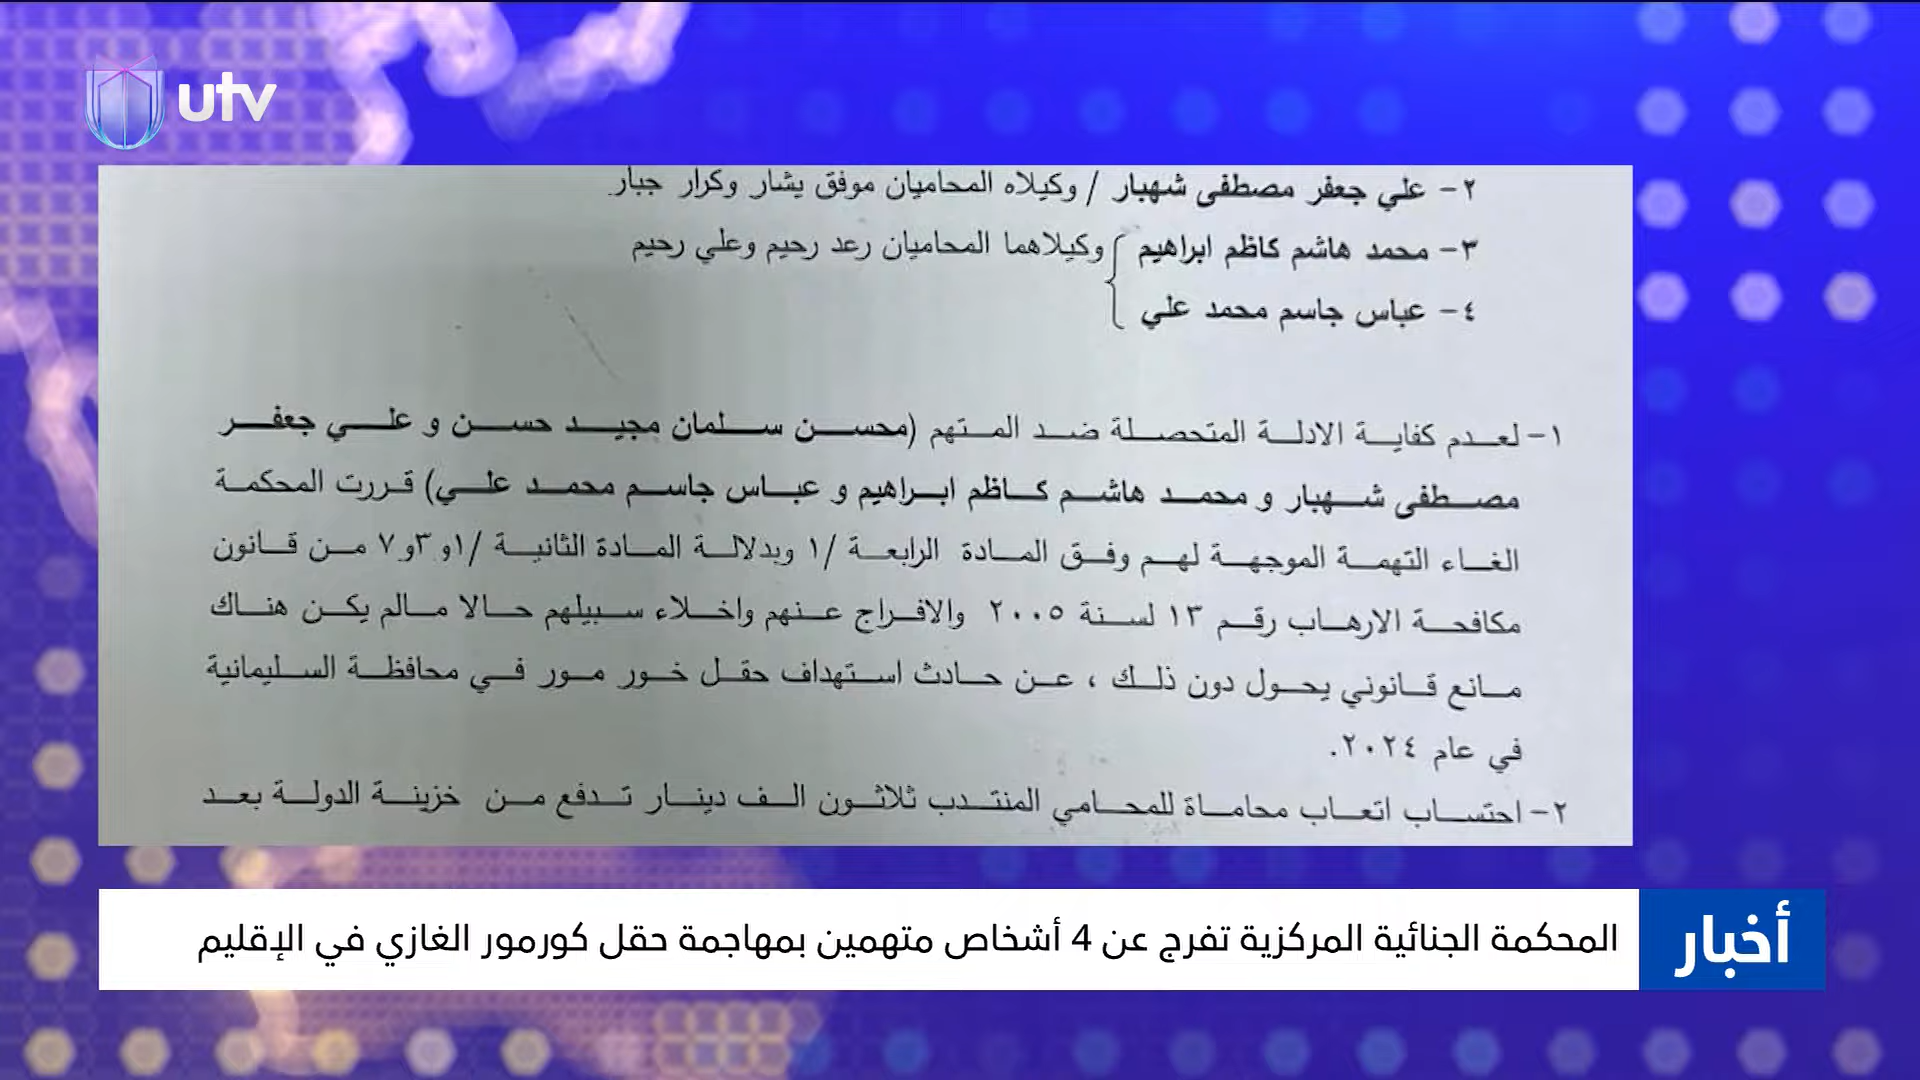 utv
٢- علي جعفر مصطفى شهبار / وكيلاه المحاميان موفق يشار وكرار جبار.
٣- محمد هاشم كاظم ابراهيم } وكيلاهما المحاميان رعد رحيم وعلي رحيم
٤- عباس جاسم محمد علي
١- لعدم كفاية الادلة المتحصلة ضد المتهم (محسن سلمان مجيد حسن و علي جعفر
مصطفى شهبار و محمد هاشم كاظم ابراهيم و عباس جاسم محمد علي) قررت المحكمة
الغاء التهمة الموجهة لهم وفق المادة الرابعة /١ وبدلالة المادة الثانية /١و ٣و ٧ من قانون
مكافحة الارهاب رقم ١٣ لسنة ٢٠٠٥ والافراج عنهم واخلاء سبيلهم حالا مالم يكن هناك
مانع قانوني يحول دون ذلك ، عن حادث استهداف حقل خور مور في محافظة السليمانية
في عام ٢٠٢٤.
٢- احتساب اتعاب محاماة للمحامي المنتدب ثلاثون الف دينار تدفع من خزينة الدولة بعد
أخبار
المحكمة الجنائية المركزية تفرج عن 4 أشخاص متهمين بمهاجمة حقل كورمور الغازي في الإقليم